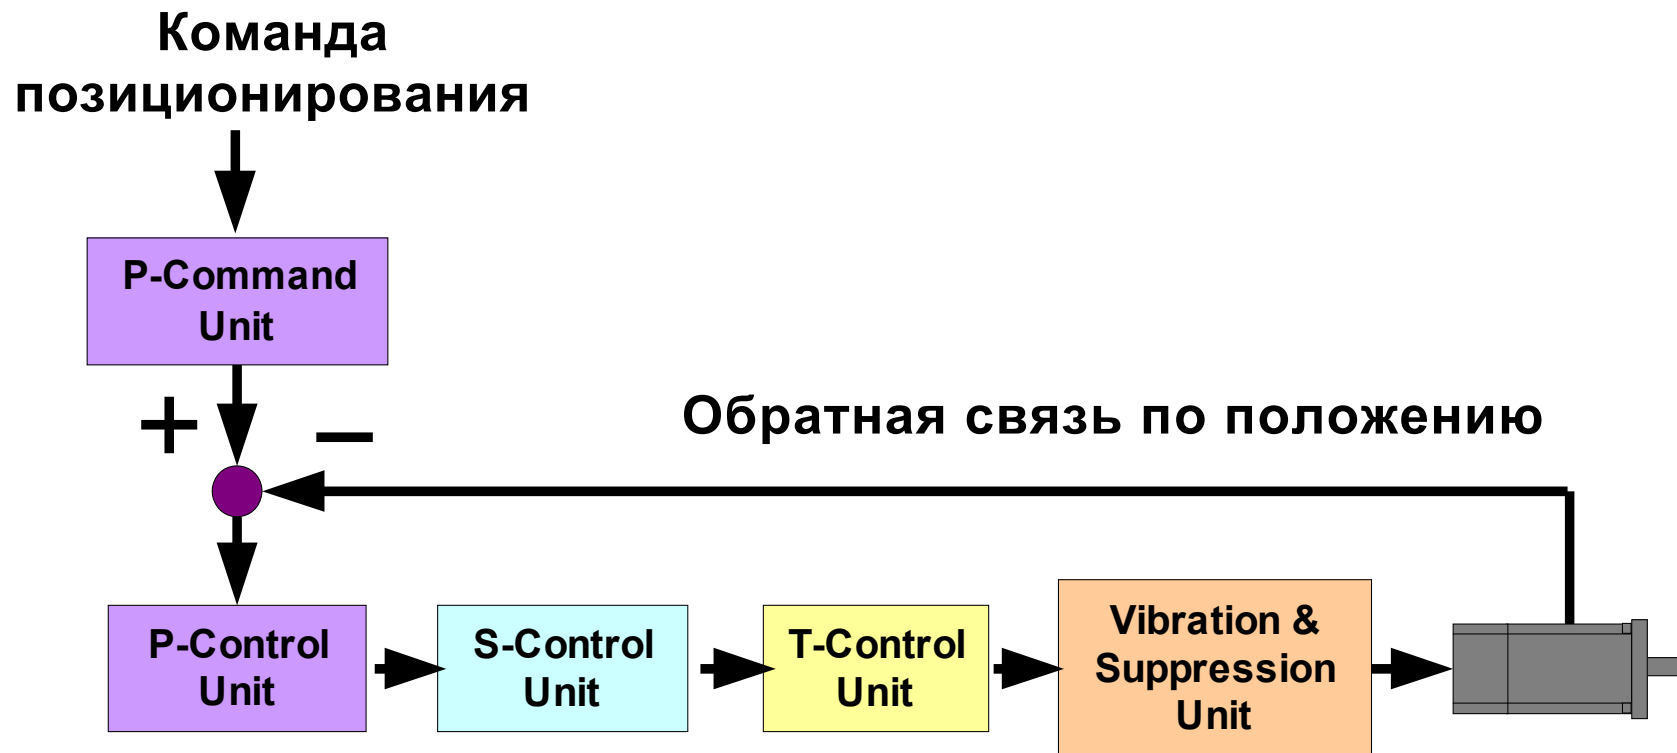 Команда
позиционирования
P-Command
Unit
+
–
Обратная связь по положению
P-Control
Unit
S-Control
Unit
T-Control
Unit
Vibration &
Suppression
Unit